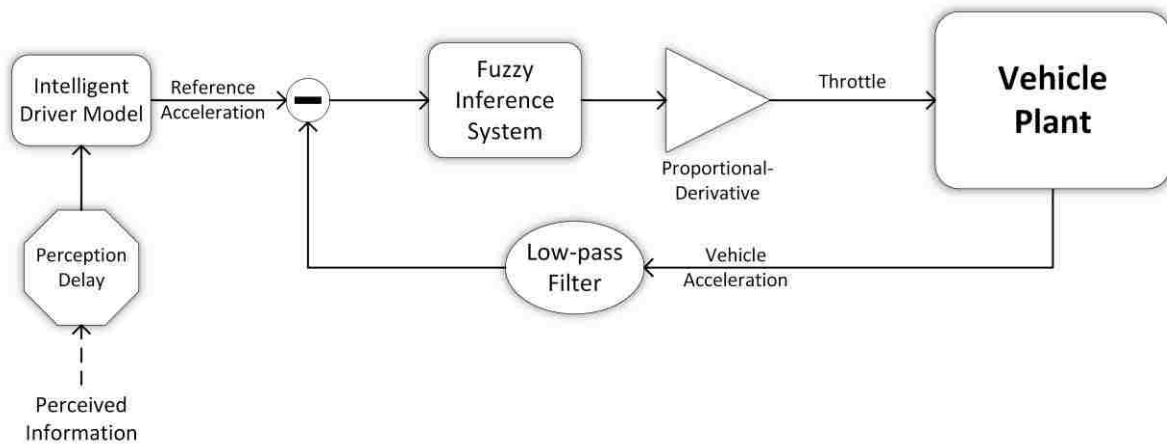 Intelligent
Driver Model
Reference
Acceleration
Fuzzy
Inference
System
Proportional-
Derivative
Throttle
Vehicle
Plant
Perception
Delay
Low-pass
Filter
Vehicle
Acceleration
Perceived
Information